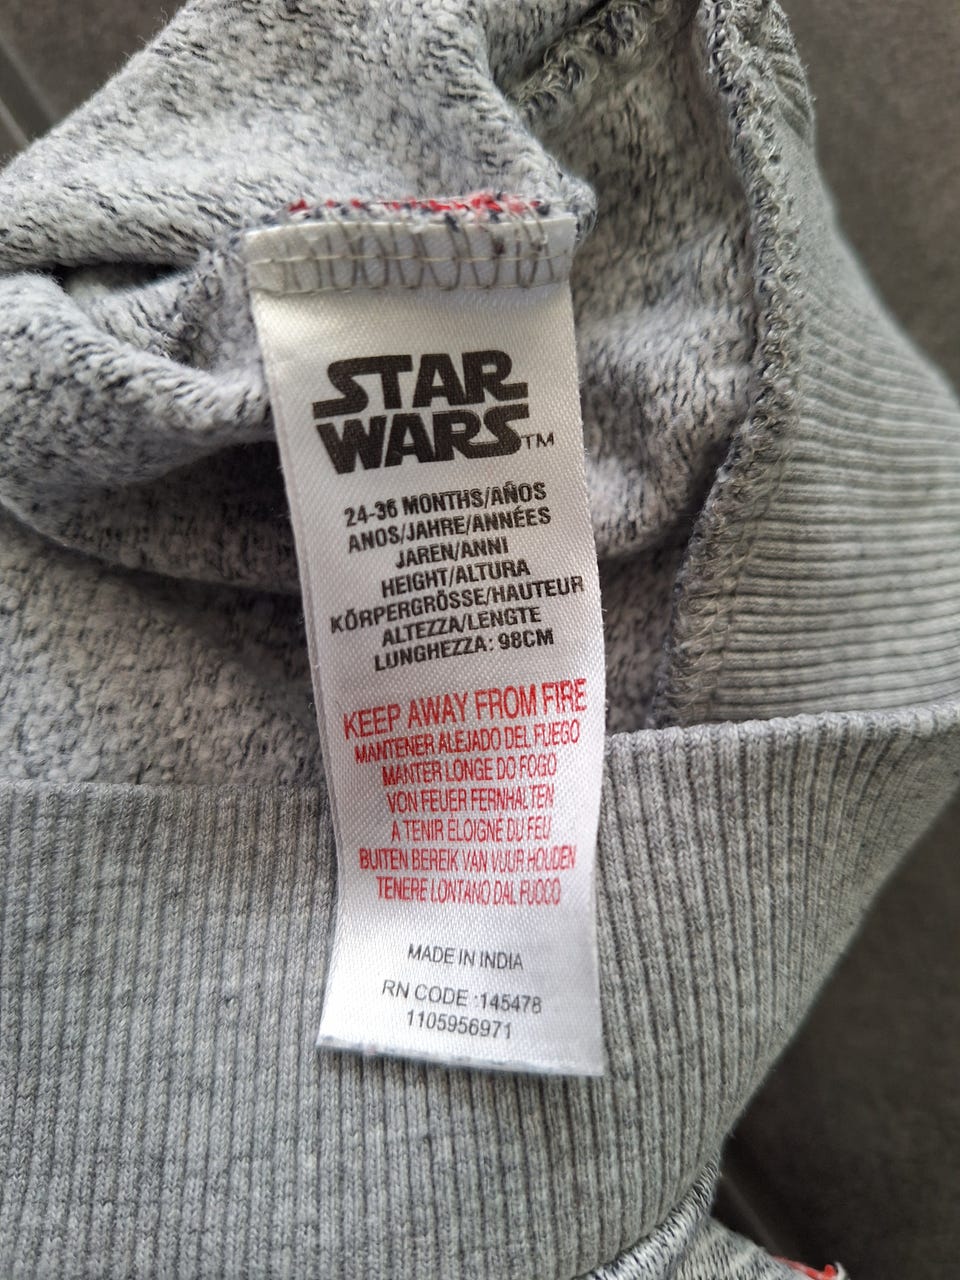 STAR
WARS™
24-36 MONTHS/AÑOS
ANOS/JAHRE/ANNÉES
JAREN/ANNI
HEIGHT/ALTURA
KÖRPERGRÖSSE/HAUTEUR
ALTEZZA/LENGTE
LUNGHEZZA: 98CM
KEEP AWAY FROM FIRE
MANTENER ALEJADO DEL FUEGO
MANTER LONGE DO FOGO
VON FEUER FERNHALTEN
A TENIR ÉLOIGNÉ DU FEU
BUITEN BEREIK VAN VUUR HOUDEN
TENERE LONTANO DAL FUOCO
MADE IN INDIA
RN CODE :145478
1105956971